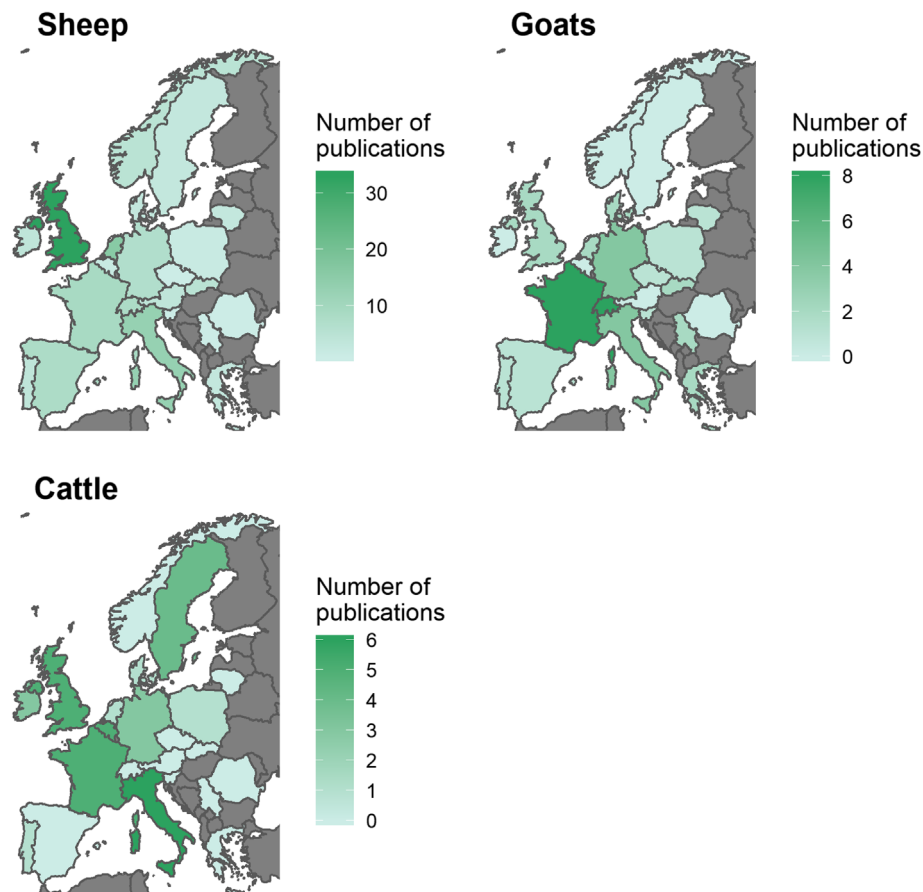 Sheep
Number of
publications
30
20
10
Goats
Number of
publications
8
6
4
2
0
Cattle
Number of
publications
6
5
4
3
2
1
0